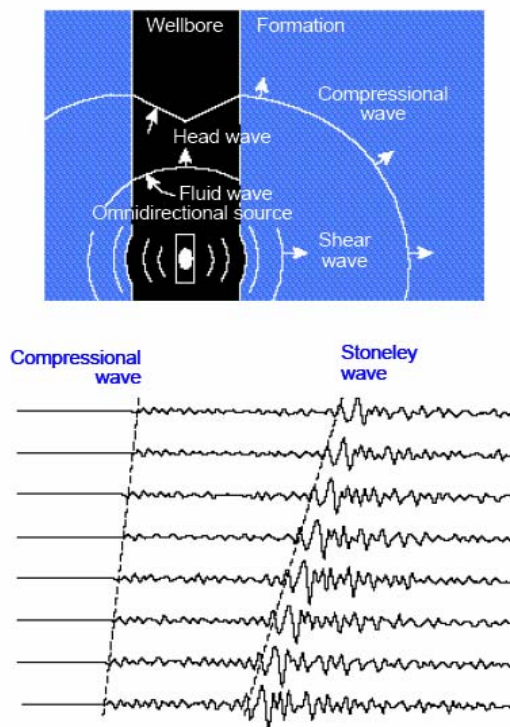 Wellbore Formation
Compressional
wave
Head wave
Fluid wave
Omnidirectional source
Shear
wave
Compressional
wave
Stoneley
wave